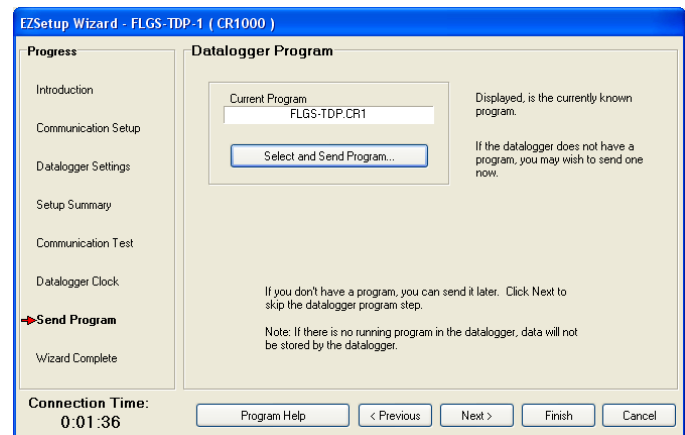 EZSetup Wizard - FLGS-TDP-1 ( CR1000 )
Progress
Introduction
Communication Setup
Datalogger Settings
Setup Summary
Communication Test
Datalogger Clock
Send Program
Wizard Complete
Connection Time:
0:01:36
Datalogger Program
Current Program
FLGS-TDP.CR1
Select and Send Program...
Displayed, is the currently known
program.
If the datalogger does not have a
program, you may wish to send one
now.
If you don't have a program, you can send it later. Click Next to
skip the datalogger program step.
Note: If there is no running program in the datalogger, data will not
be stored by the datalogger.
Program Help
< Previous
Next >
Finish
Cancel